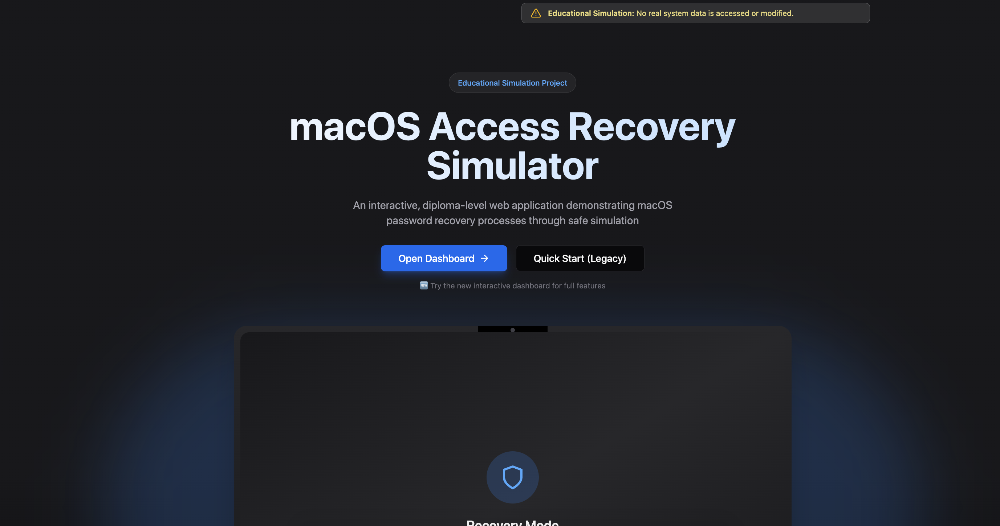 Educational Simulation: No real system data is accessed or modified.
Educational Simulation Project
macOS Access Recovery
Simulator
An interactive, diploma-level web application demonstrating macOS
password recovery processes through safe simulation
Open Dashboard →
Quick Start (Legacy)
🆕 Try the new interactive dashboard for full features
Recovery Mode